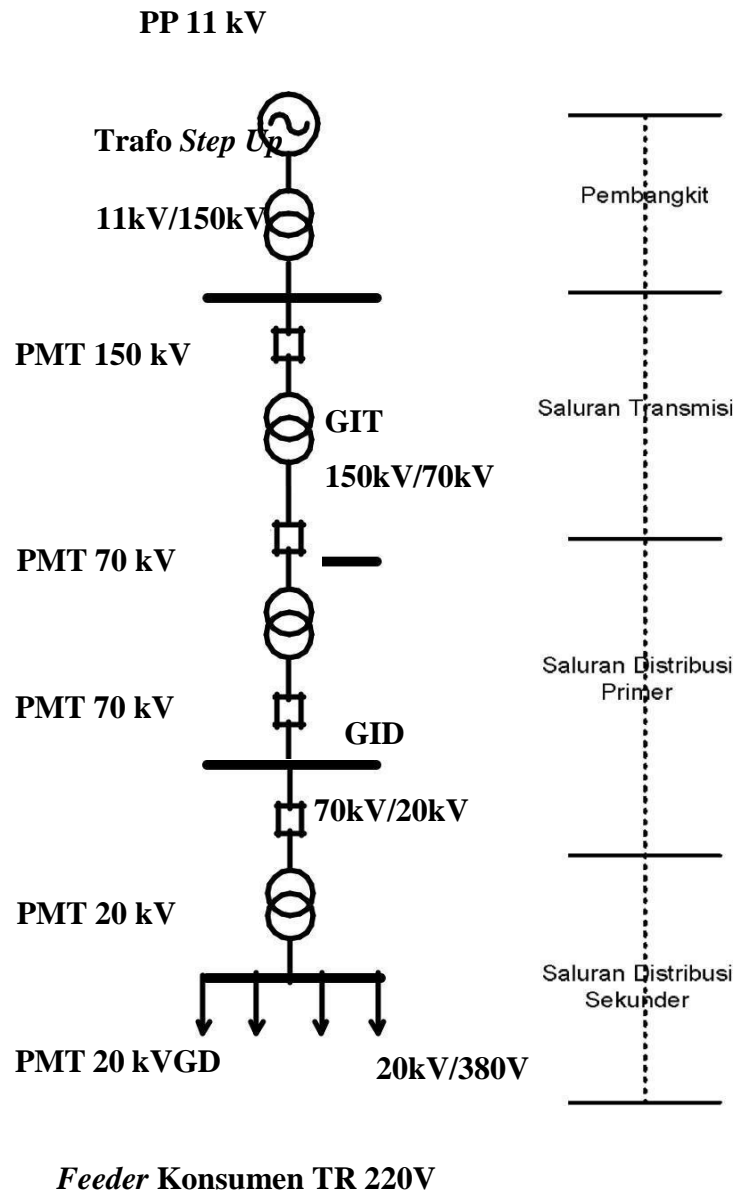 PP 11 kV
Trafo Step Up
Pembangkit
11kV/150kV
PMT 150 kV
Saluran Transmisi
GIT
150kV/70kV
PMT 70 kV
Saluran Distribusi
Primer
PMT 70 kV
GID
70kV/20kV
PMT 20 kV
Saluran Distribusi
Sekunder
PMT 20 kVGD
20kV/380V
Feeder Konsumen TR 220V